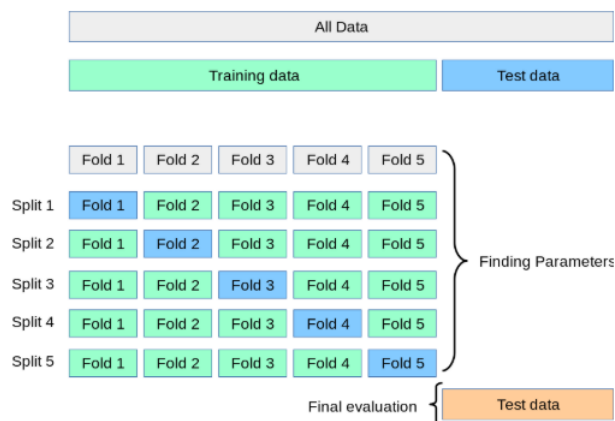 All Data
Training data Test data
Fold 1 Fold 2 Fold 3 Fold 4 Fold 5
Split 1 Fold 1 Fold 2 Fold 3 Fold 4 Fold 5
Split 2 Fold 1 Fold 2 Fold 3 Fold 4 Fold 5
Finding Parameters
Split 3 Fold 1 Fold 2 Fold 3 Fold 4 Fold 5
Split 4 Fold 1 Fold 2 Fold 3 Fold 4 Fold 5
Split 5 Fold 1 Fold 2 Fold 3 Fold 4 Fold 5
Final evaluation Test data